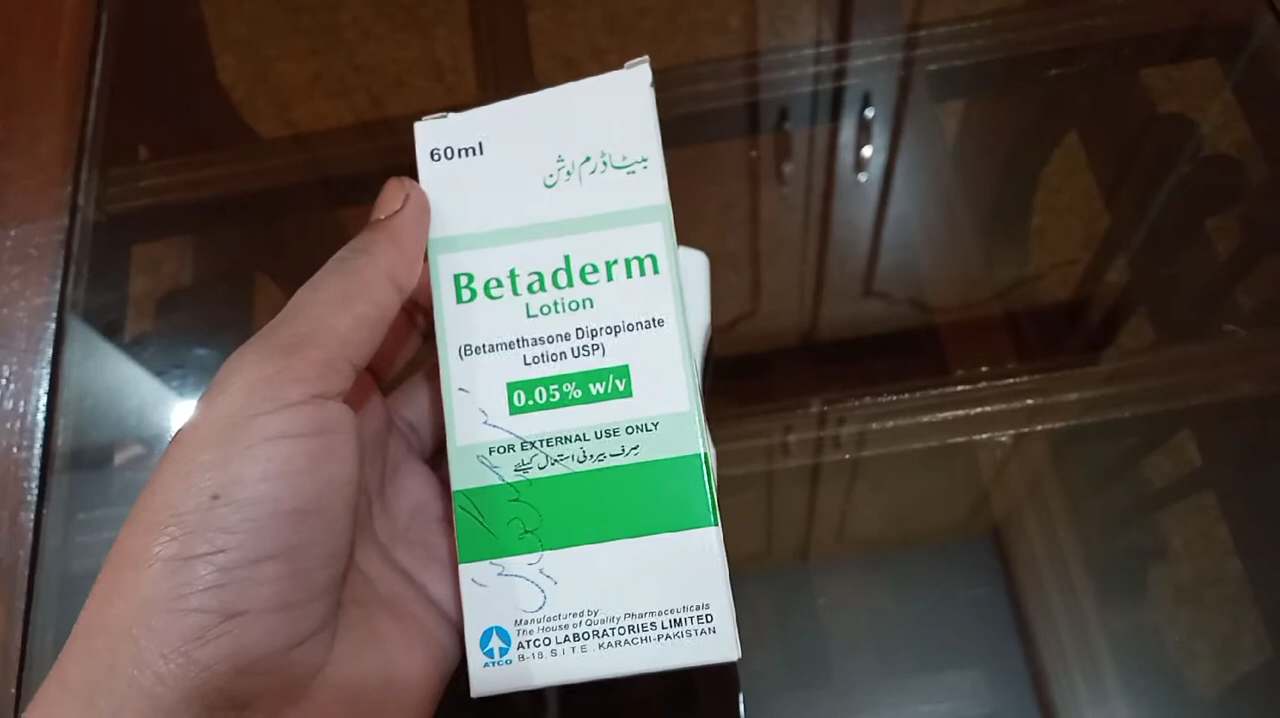 60ml
بیٹاڈرم لوشن
Betaderm
Lotion
(Betamethasone Dipropionate
Lotion USP)
0.05% w/v
FOR EXTERNAL USE ONLY
صرف بیرونی استعمال کیلئے
Manufactured by
The House of Quality Pharmaceuticals
ATCO LABORATORIES LIMITED
B-18, S.I.T.E., KARACHI-PAKISTAN
ATCO